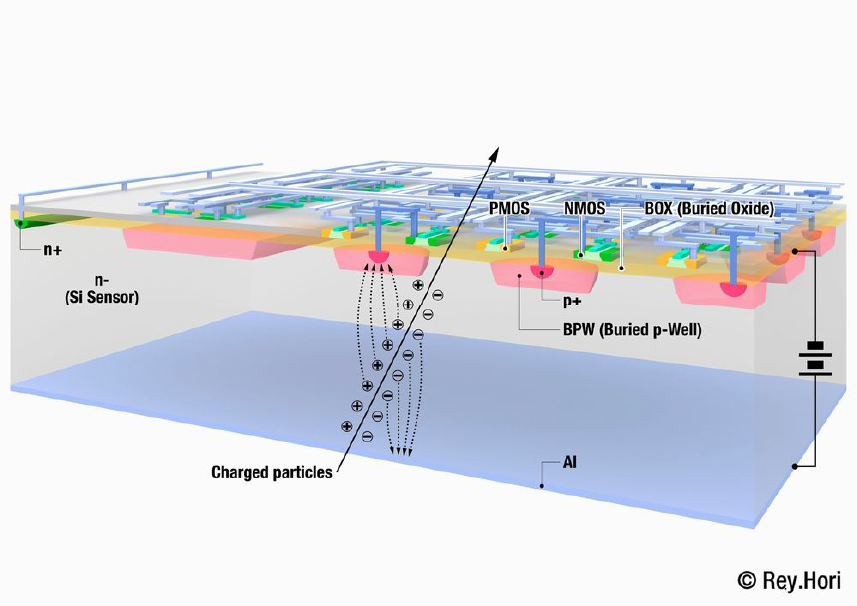 PMOS
NMOS
BOX (Buried Oxide)
n+
n-
(Si Sensor)
p+
BPW (Buried p-Well)
Al
Charged particles
© Rey.Hori